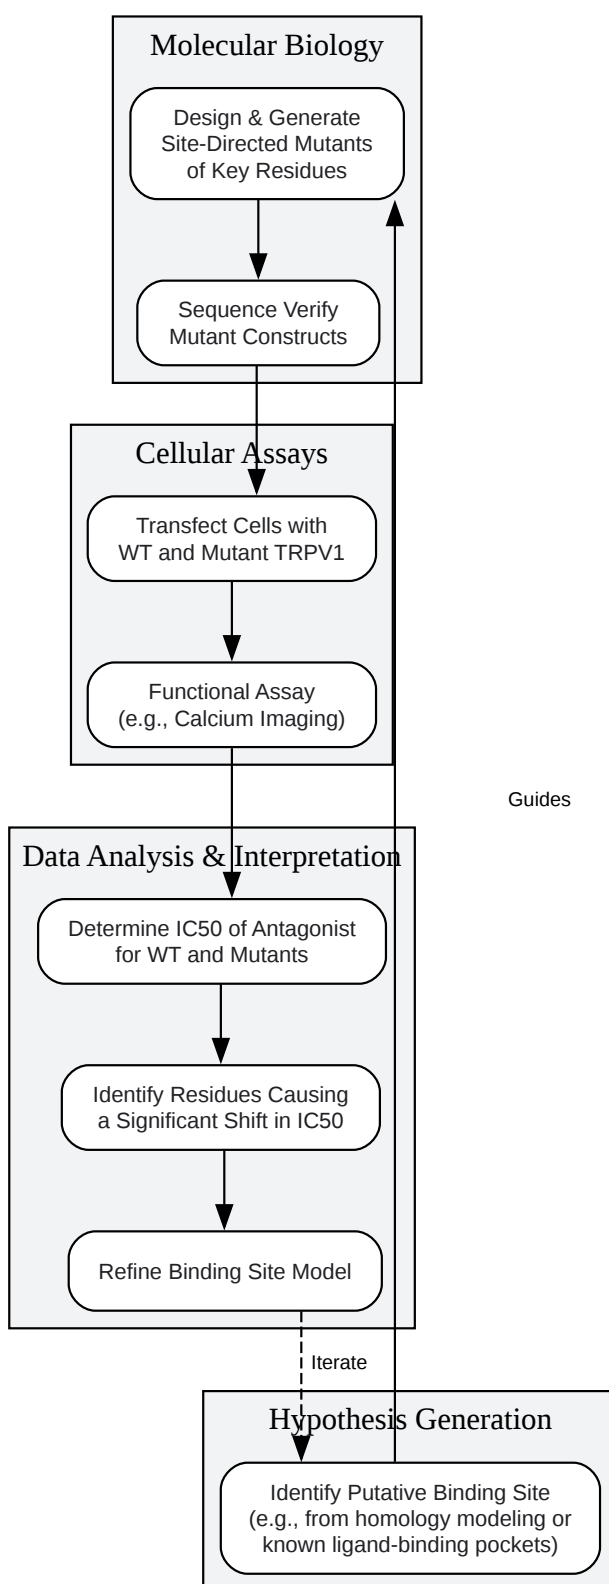 Molecular Biology
Design & Generate
Site-Directed Mutants
of Key Residues
Sequence Verify
Mutant Constructs
Cellular Assays
Transfect Cells with
WT and Mutant TRPV1
Functional Assay
(e.g., Calcium Imaging)
Guides
Data Analysis & Interpretation
Determine IC50 of Antagonist
for WT and Mutants
Identify Residues Causing
a Significant Shift in IC50
Refine Binding Site Model
Iterate
Hypothesis Generation
Identify Putative Binding Site
(e.g., from homology modeling or
known ligand-binding pockets)